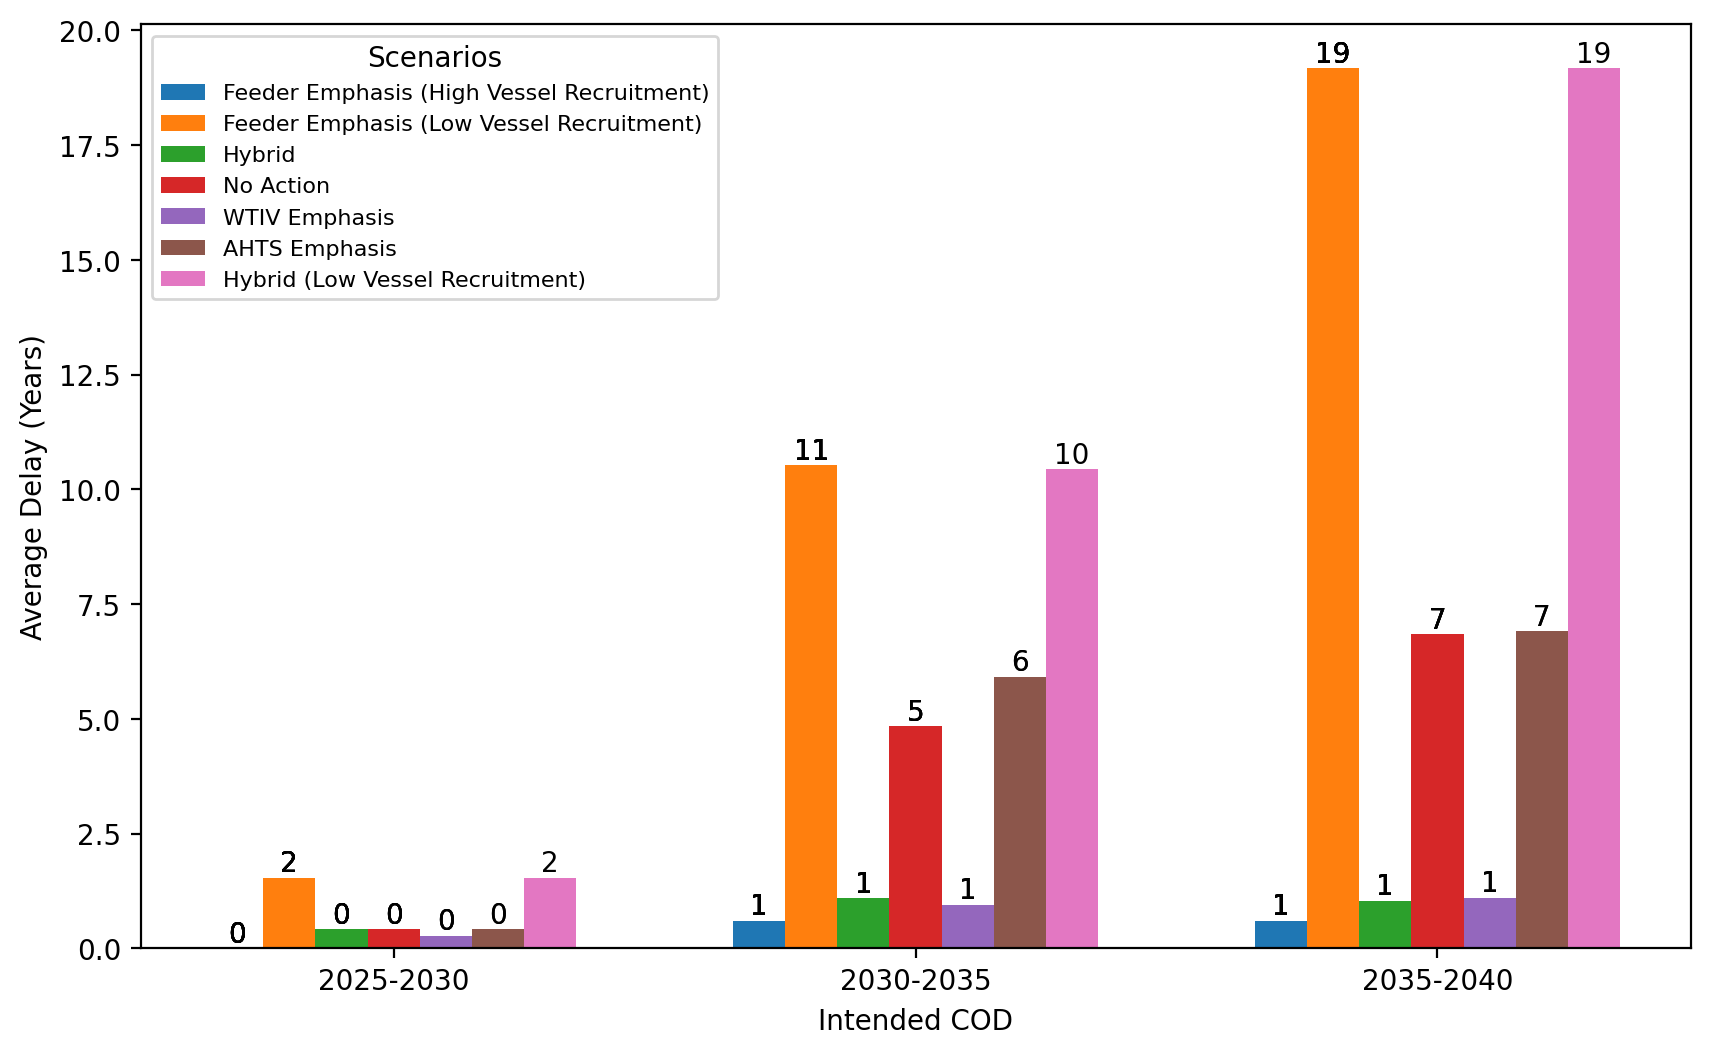 20.0
17.5
15.0
12.5
10.0
7.5
5.0
2.5
0.0
Average Delay (Years)
Scenarios
Feeder Emphasis (High Vessel Recruitment)
Feeder Emphasis (Low Vessel Recruitment)
Hybrid
No Action
WTIV Emphasis
AHTS Emphasis
Hybrid (Low Vessel Recruitment)
0 2 0 0 0 0 2
1 11 1 5 1 6 10
1 19 1 7 1 7 19
2025-2030 2030-2035 2035-2040
Intended COD